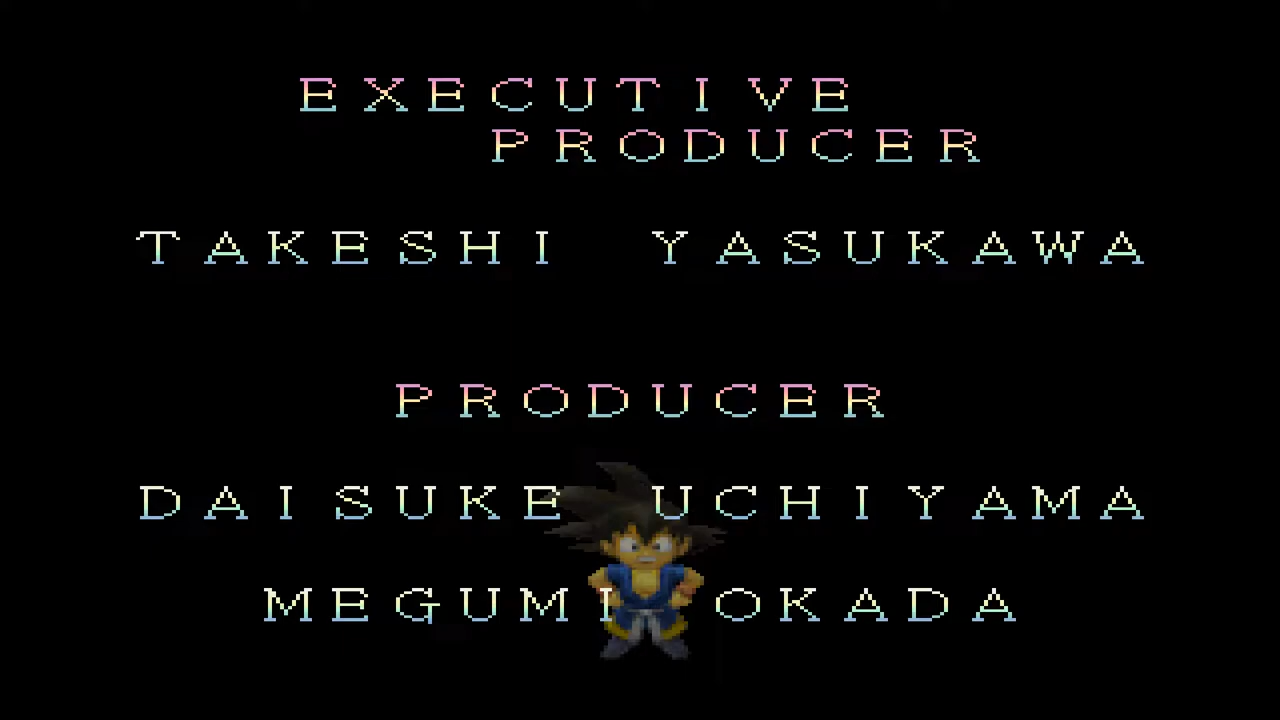 EXECUTIVE
PRODUCER
TAKESHI YASUKAWA
PRODUCER
DAISUKE UCHIYAMA
MEGUMI OKADA